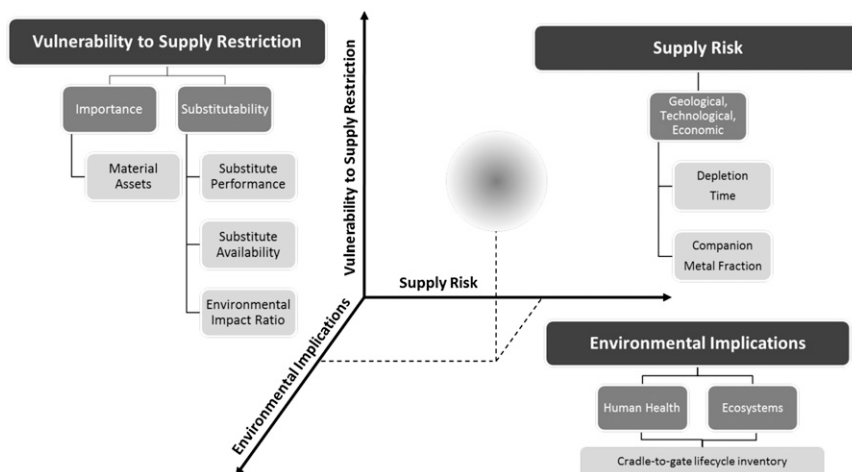 Vulnerability to Supply Restriction
Importance
Substitutability
Material
Assets
Substitute
Performance
Substitute
Availability
Environmental
Impact Ratio
Vulnerability to Supply Restriction
Supply Risk
Environmental Implications
Supply Risk
Geological,
Technological,
Economic
Depletion
Time
Companion
Metal Fraction
Environmental Implications
Human Health
Ecosystems
Cradle-to-gate lifecycle inventory